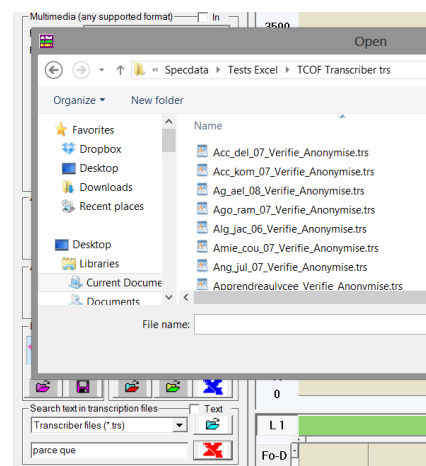 Multimedia (any supported format)
In
3500
Open
« Specdata ▸ Tests Excel ▸ TCOF Transcriber trs
Organize
New folder
Favorites
Dropbox
Desktop
Downloads
Recent places
Desktop
Libraries
Current Docume
Documents
Name
Acc_del_07_Verifie_Anonymise.trs
Acc_kom_07_Verifie_Anonymise.trs
Ag_ael_08_Verifie_Anonymise.trs
Ago_ram_07_Verifie_Anonymise.trs
Alg_jac_06_Verifie_Anonymise.trs
Amie_cou_07_Verifie_Anonymise.trs
Ang_jul_07_Verifie_Anonymise.trs
Apprendreaulycee_Verifie_Anonymise.trs
File name:
0
Search text in transcription files
Text
Transcriber files (*.trs)
L 1
parce que
Fo-D